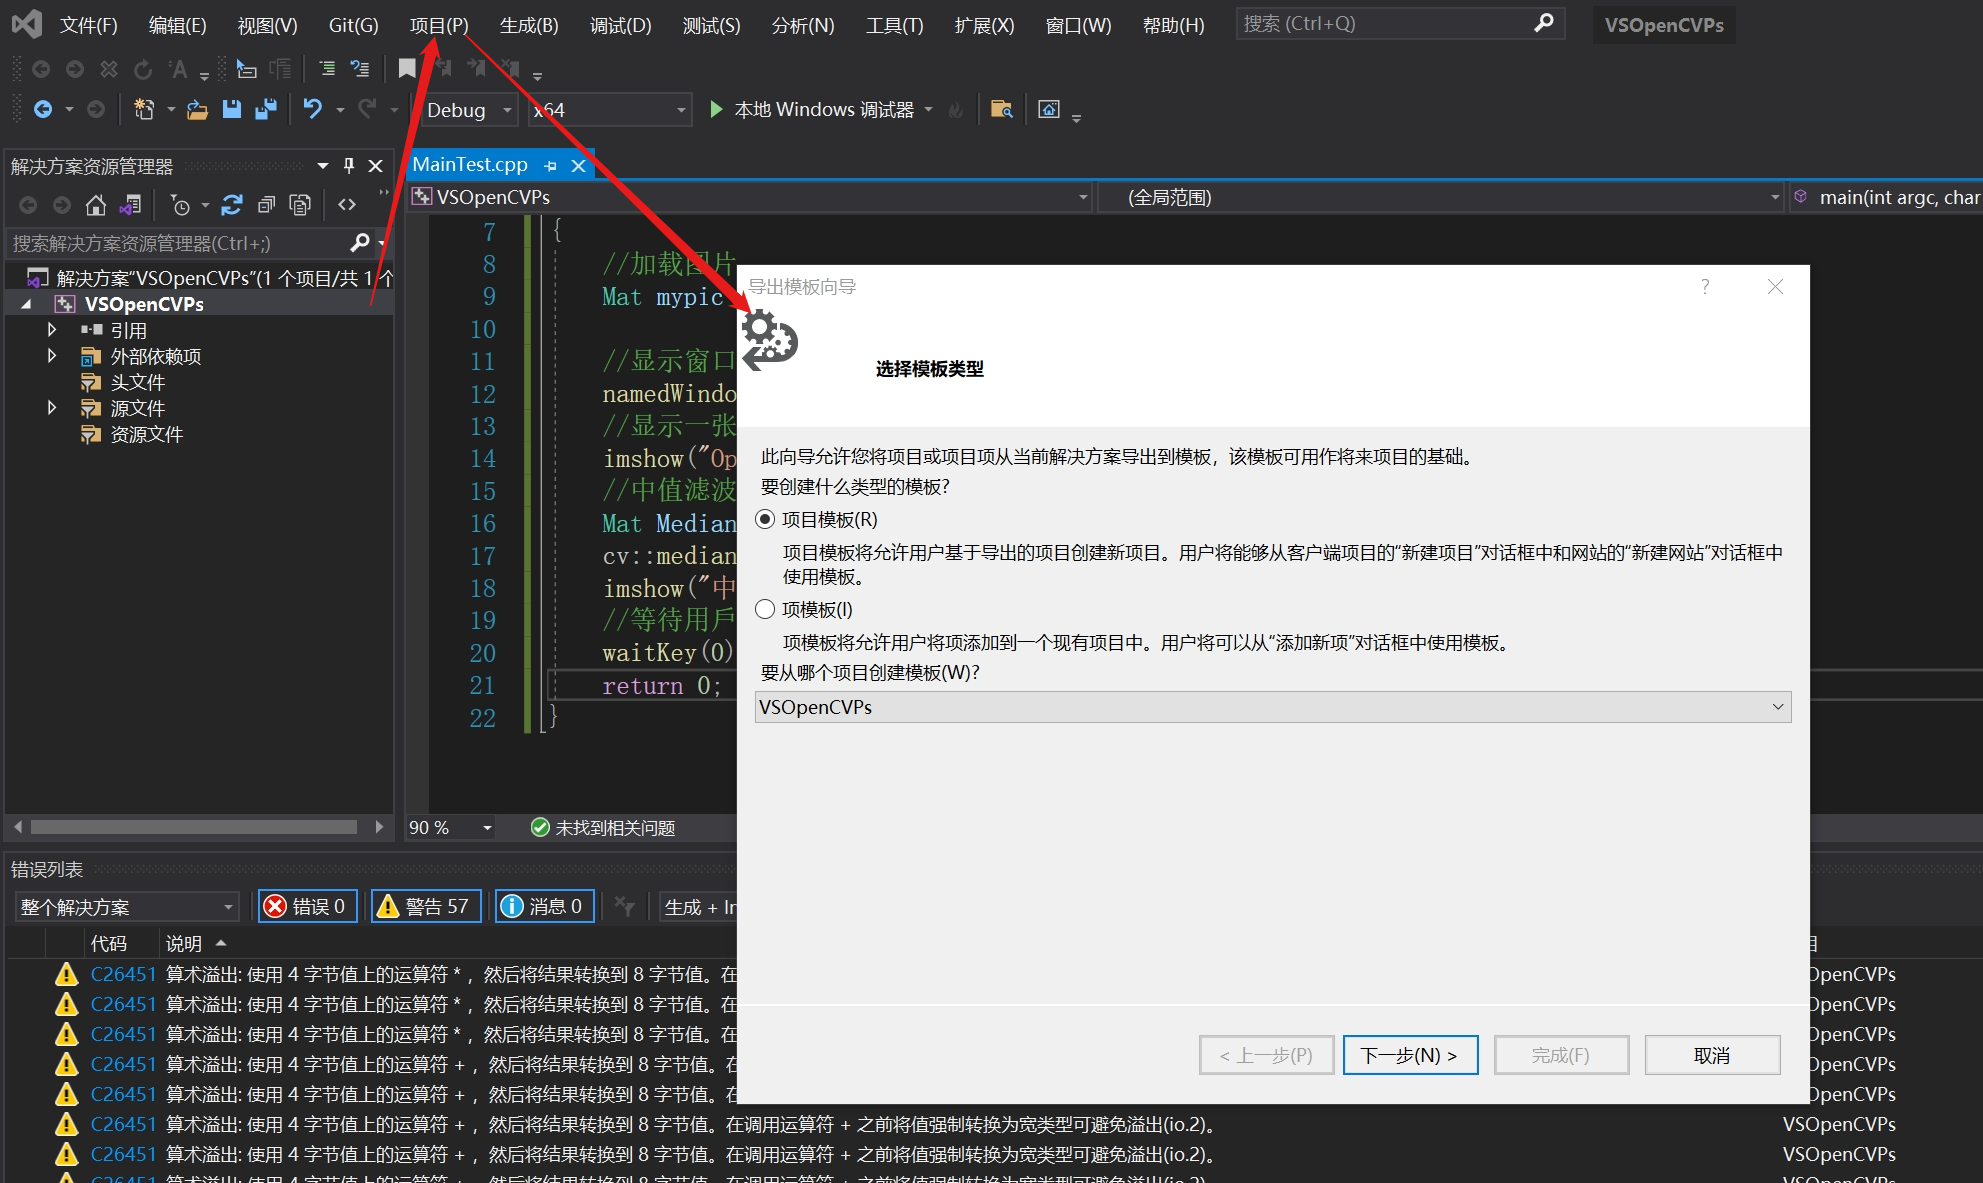 文件(F) 编辑(E) 视图(V) Git(G) 项目(P) 生成(B) 调试(D) 测试(S) 分析(N) 工具(T) 扩展(X) 窗口(W) 帮助(H) 搜索 (Ctrl+Q) VSOpenCVPs
Debug x64 本地 Windows 调试器
解决方案资源管理器
搜索解决方案资源管理器(Ctrl+;)
解决方案"VSOpenCVPs"(1 个项目/共 1 个
VSOpenCVPs
引用
外部依赖项
头文件
源文件
资源文件
MainTest.cpp
VSOpenCVPs (全局范围) main(int argc, char
7 {
8 //加载图片
9 Mat mypic
10
11 //显示窗口
12 namedWindo
13 //显示一张
14 imshow("Op
15 //中值滤波
16 Mat Median
17 cv::median
18 imshow("中
19 //等待用戶
20 waitKey(0)
21 return 0;
22 }
90 % 未找到相关问题
导出模板向导
选择模板类型
此向导允许您将项目或项目项从当前解决方案导出到模板，该模板可用作将来项目的基础。
要创建什么类型的模板?
项目模板(R)
项目模板将允许用户基于导出的项目创建新项目。用户将能够从客户端项目的"新建项目"对话框中和网站的"新建网站"对话框中
使用模板。
项模板(I)
项模板将允许用户将项添加到一个现有项目中。用户将可以从"添加新项"对话框中使用模板。
要从哪个项目创建模板(W)?
VSOpenCVPs
< 上一步(P) 下一步(N) > 完成(F) 取消
错误列表
整个解决方案 错误 0 警告 57 消息 0 生成 + In
代码 说明
C26451 算术溢出: 使用 4 字节值上的运算符 * ，然后将结果转换到 8 字节值。在 OpenCVPs
C26451 算术溢出: 使用 4 字节值上的运算符 * ，然后将结果转换到 8 字节值。在 OpenCVPs
C26451 算术溢出: 使用 4 字节值上的运算符 * ，然后将结果转换到 8 字节值。在 OpenCVPs
C26451 算术溢出: 使用 4 字节值上的运算符 + ，然后将结果转换到 8 字节值。在 OpenCVPs
C26451 算术溢出: 使用 4 字节值上的运算符 + ，然后将结果转换到 8 字节值。在 OpenCVPs
C26451 算术溢出: 使用 4 字节值上的运算符 + ，然后将结果转换到 8 字节值。在调用运算符 + 之前将值强制转换为宽类型可避免溢出(io.2)。 VSOpenCVPs
C26451 算术溢出: 使用 4 字节值上的运算符 + ，然后将结果转换到 8 字节值。在调用运算符 + 之前将值强制转换为宽类型可避免溢出(io.2)。 VSOpenCVPs